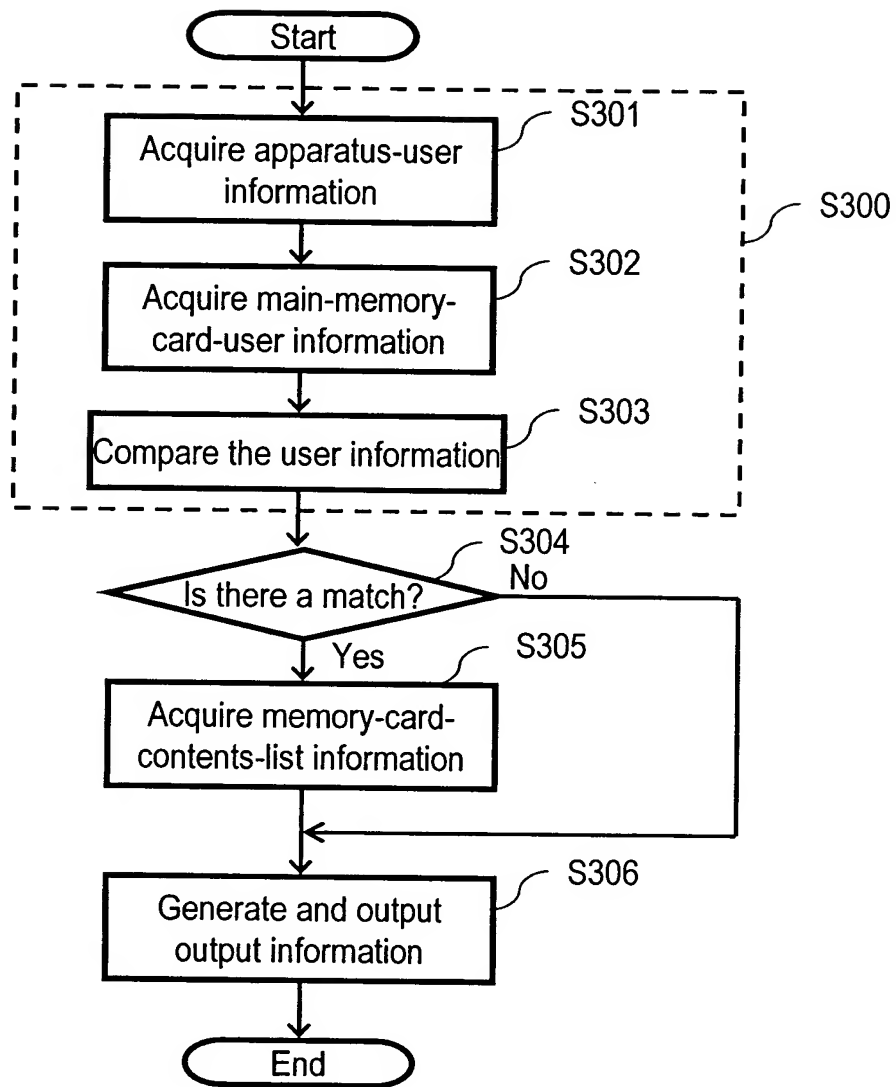 Start
S301
Acquire apparatus-user
information
S300
S302
Acquire main-memory-
card-user information
S303
Compare the user information
S304
Is there a match?
No
Yes
S305
Acquire memory-card-
contents-list information
S306
Generate and output
output information
End